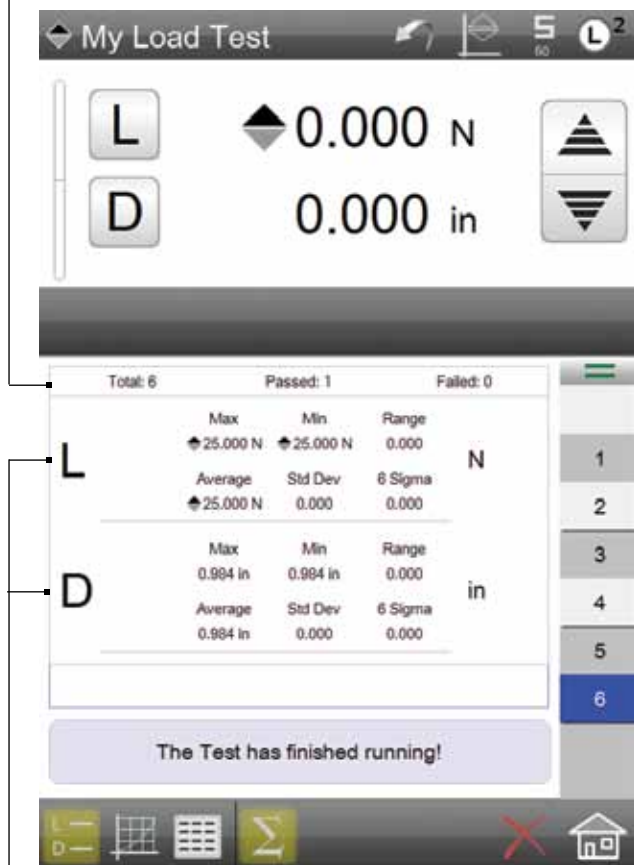 My Load Test
5
60
L2
L
0.000 N
D
0.000 in
Total: 6 Passed: 1 Failed: 0
L
Max Min Range
25.000 N 25.000 N 0.000
N
Average Std Dev 6 Sigma
25.000 N 0.000 0.000
D
Max Min Range
0.984 in 0.984 in 0.000
in
Average Std Dev 6 Sigma
0.984 in 0.000 0.000
1
2
3
4
5
6
The Test has finished running!
L
D